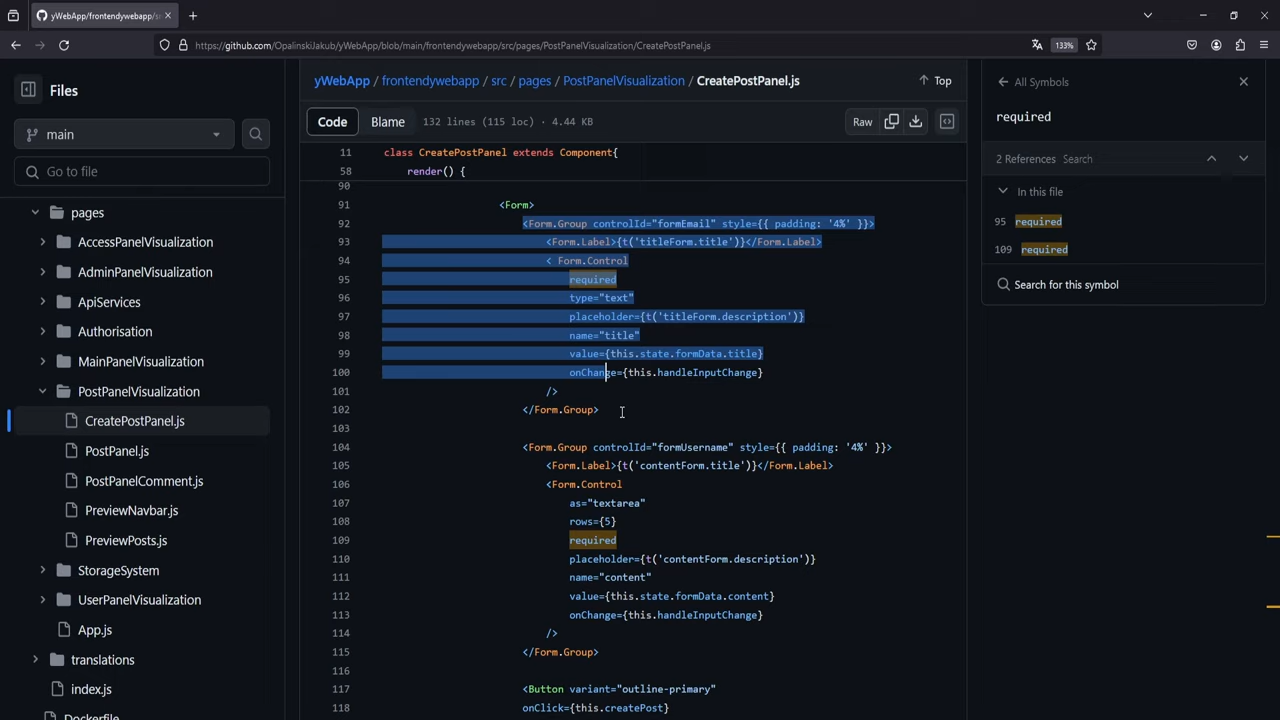 yWebApp/frontendywebapp/sr
https://github.com/OpalinskiJakub/yWebApp/blob/main/frontendywebapp/src/pages/PostPanelVisualization/CreatePostPanel.js
133%
Files
main
Go to file
pages
AccessPanelVisualization
AdminPanelVisualization
ApiServices
Authorisation
MainPanelVisualization
PostPanelVisualization
CreatePostPanel.js
PostPanel.js
PostPanelComment.js
PreviewNavbar.js
PreviewPosts.js
StorageSystem
UserPanelVisualization
App.js
translations
index.js
Dockerfile
yWebApp / frontendywebapp / src / pages / PostPanelVisualization / CreatePostPanel.js
Top
Code Blame 132 lines (115 loc) · 4.44 KB
Raw
11 class CreatePostPanel extends Component{
58 render() {
90
91 <Form>
92 <Form.Group controlId="formEmail" style={{ padding: '4%' }}>
93 <Form.Label>{t('titleForm.title')}</Form.Label>
94 < Form.Control
95 required
96 type="text"
97 placeholder={t('titleForm.description')}
98 name="title"
99 value={this.state.formData.title}
100 onChange={this.handleInputChange}
101 />
102 </Form.Group>
103
104 <Form.Group controlId="formUsername" style={{ padding: '4%' }}>
105 <Form.Label>{t('contentForm.title')}</Form.Label>
106 <Form.Control
107 as="textarea"
108 rows={5}
109 required
110 placeholder={t('contentForm.description')}
111 name="content"
112 value={this.state.formData.content}
113 onChange={this.handleInputChange}
114 />
115 </Form.Group>
116
117 <Button variant="outline-primary"
118 onClick={this.createPost}
All Symbols
required
2 References Search
In this file
95 required
109 required
Search for this symbol